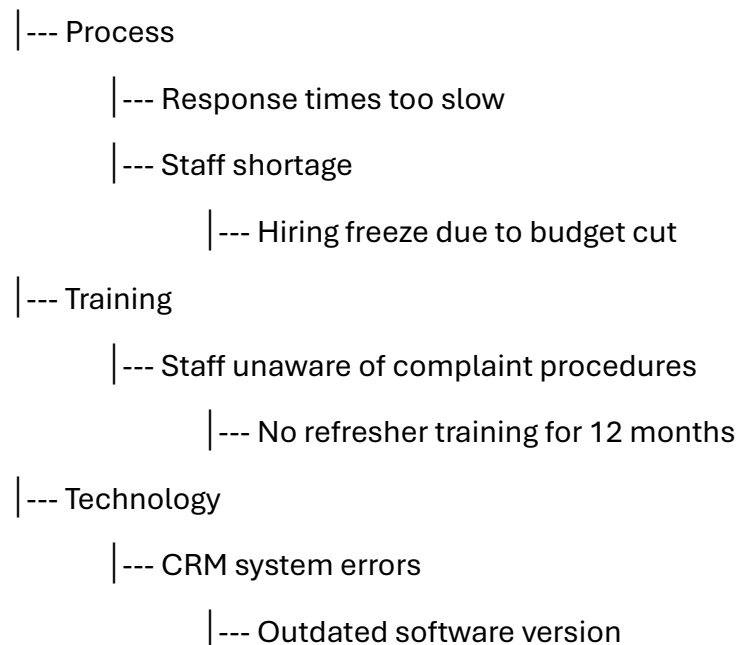 |--- Process
|--- Response times too slow
|--- Staff shortage
|--- Hiring freeze due to budget cut
|--- Training
|--- Staff unaware of complaint procedures
|--- No refresher training for 12 months
|--- Technology
|--- CRM system errors
|--- Outdated software version